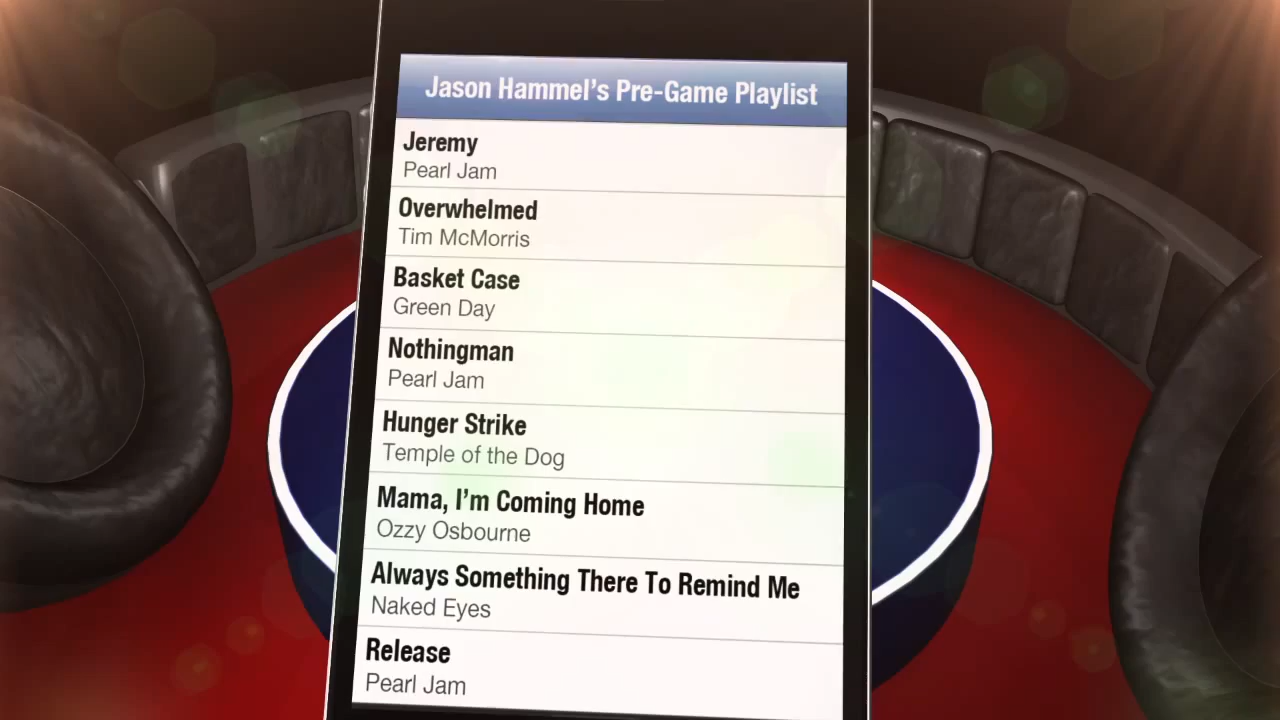 Jason Hammel's Pre-Game Playlist
Jeremy
Pearl Jam
Overwhelmed
Tim McMorris
Basket Case
Green Day
Nothingman
Pearl Jam
Hunger Strike
Temple of the Dog
Mama, I'm Coming Home
Ozzy Osbourne
Always Something There To Remind Me
Naked Eyes
Release
Pearl Jam